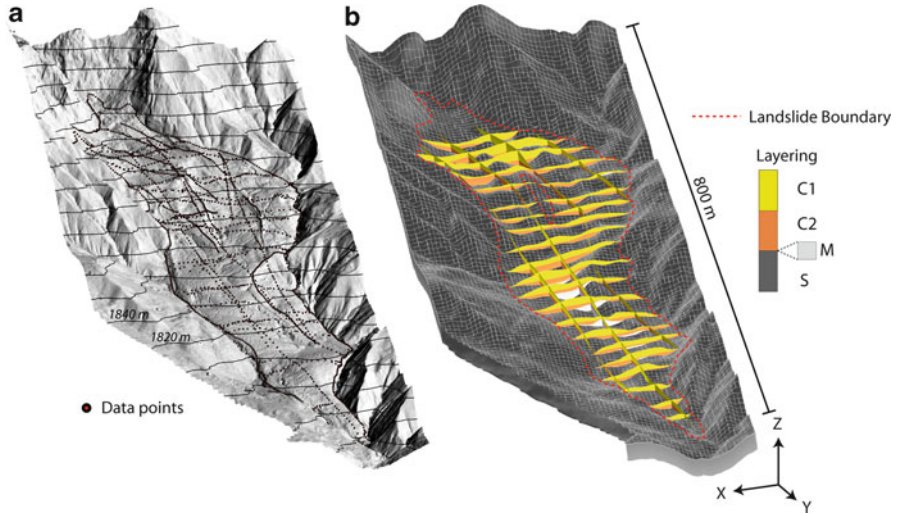 a
b
1840 m
1820 m
Data points
800 m
Landslide Boundary
Layering
C1
C2
M
S
Z
X
Y